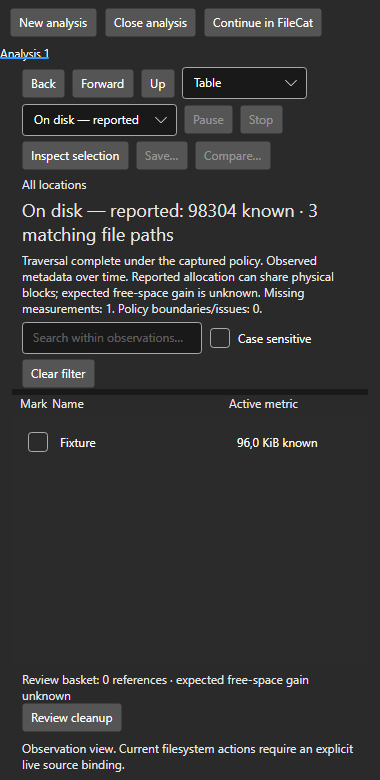 New analysis Close analysis Continue in FileCat
Analysis 1
Back Forward Up Table
On disk — reported Pause Stop
Inspect selection Save... Compare...
All locations
On disk — reported: 98304 known · 3
matching file paths
Traversal complete under the captured policy. Observed
metadata over time. Reported allocation can share physical
blocks; expected free-space gain is unknown. Missing
measurements: 1. Policy boundaries/issues: 0.
Search within observations... Case sensitive
Clear filter
Mark Name Active metric
Fixture 96,0 KiB known
Review basket: 0 references · expected free-space gain
unknown
Review cleanup
Observation view. Current filesystem actions require an explicit
live source binding.